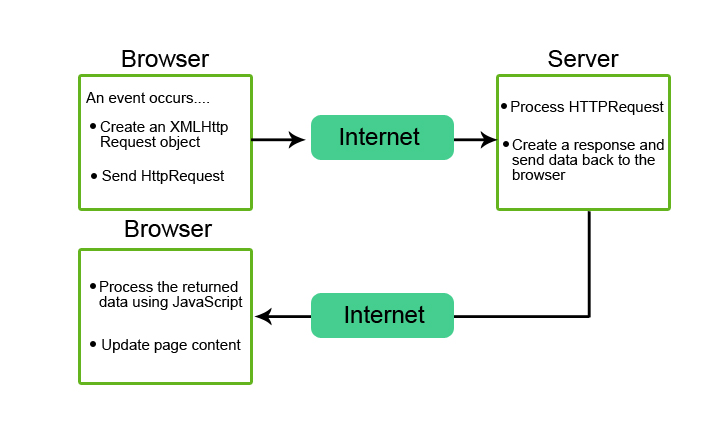 Browser
An event occurs....
• Create an XMLHttp
Request object
• Send HttpRequest
Internet
Server
• Process HTTPRequest
• Create a response and
send data back to the
browser
Browser
• Process the returned
data using JavaScript
• Update page content
Internet